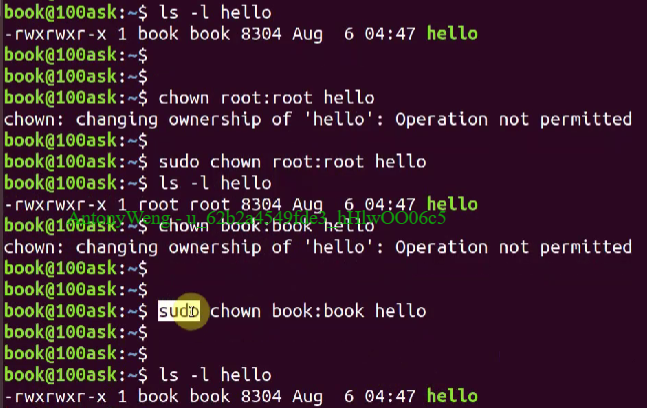 book@100ask:~$ ls -l hello
-rwxrwxr-x 1 book book 8304 Aug  6 04:47 hello
book@100ask:~$
book@100ask:~$
book@100ask:~$ chown root:root hello
chown: changing ownership of 'hello': Operation not permitted
book@100ask:~$
book@100ask:~$ sudo chown root:root hello
book@100ask:~$ ls -l hello
-rwxrwxr-x 1 root root 8304 Aug  6 04:47 hello
book@100ask:~$ chown book:book hello
chown: changing ownership of 'hello': Operation not permitted
book@100ask:~$
book@100ask:~$
book@100ask:~$ sudo chown book:book hello
book@100ask:~$
book@100ask:~$
book@100ask:~$ ls -l hello
-rwxrwxr-x 1 book book 8304 Aug  6 04:47 hello